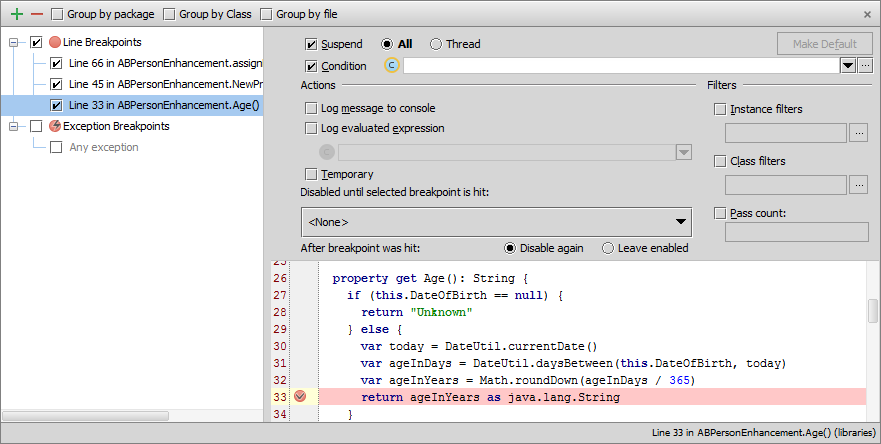 Group by package Group by Class Group by file
Line Breakpoints
Line 66 in ABPersonEnhancement.assign
Line 45 in ABPersonEnhancement.NewPr
Line 33 in ABPersonEnhancement.Age()
Exception Breakpoints
Any exception
Suspend All Thread Make Default
Condition C
Actions
Log message to console
Log evaluated expression
C
Temporary
Disabled until selected breakpoint is hit:
<None>
After breakpoint was hit: Disable again Leave enabled
Filters
Instance filters
...
Class filters
...
Pass count:
25
26 property get Age(): String {
27 if (this.DateOfBirth == null) {
28 return "Unknown"
29 } else {
30 var today = DateUtil.currentDate()
31 var ageInDays = DateUtil.daysBetween(this.DateOfBirth, today)
32 var ageInYears = Math.roundDown(ageInDays / 365)
33 return ageInYears as java.lang.String
34 }
Line 33 in ABPersonEnhancement.Age() (libraries)